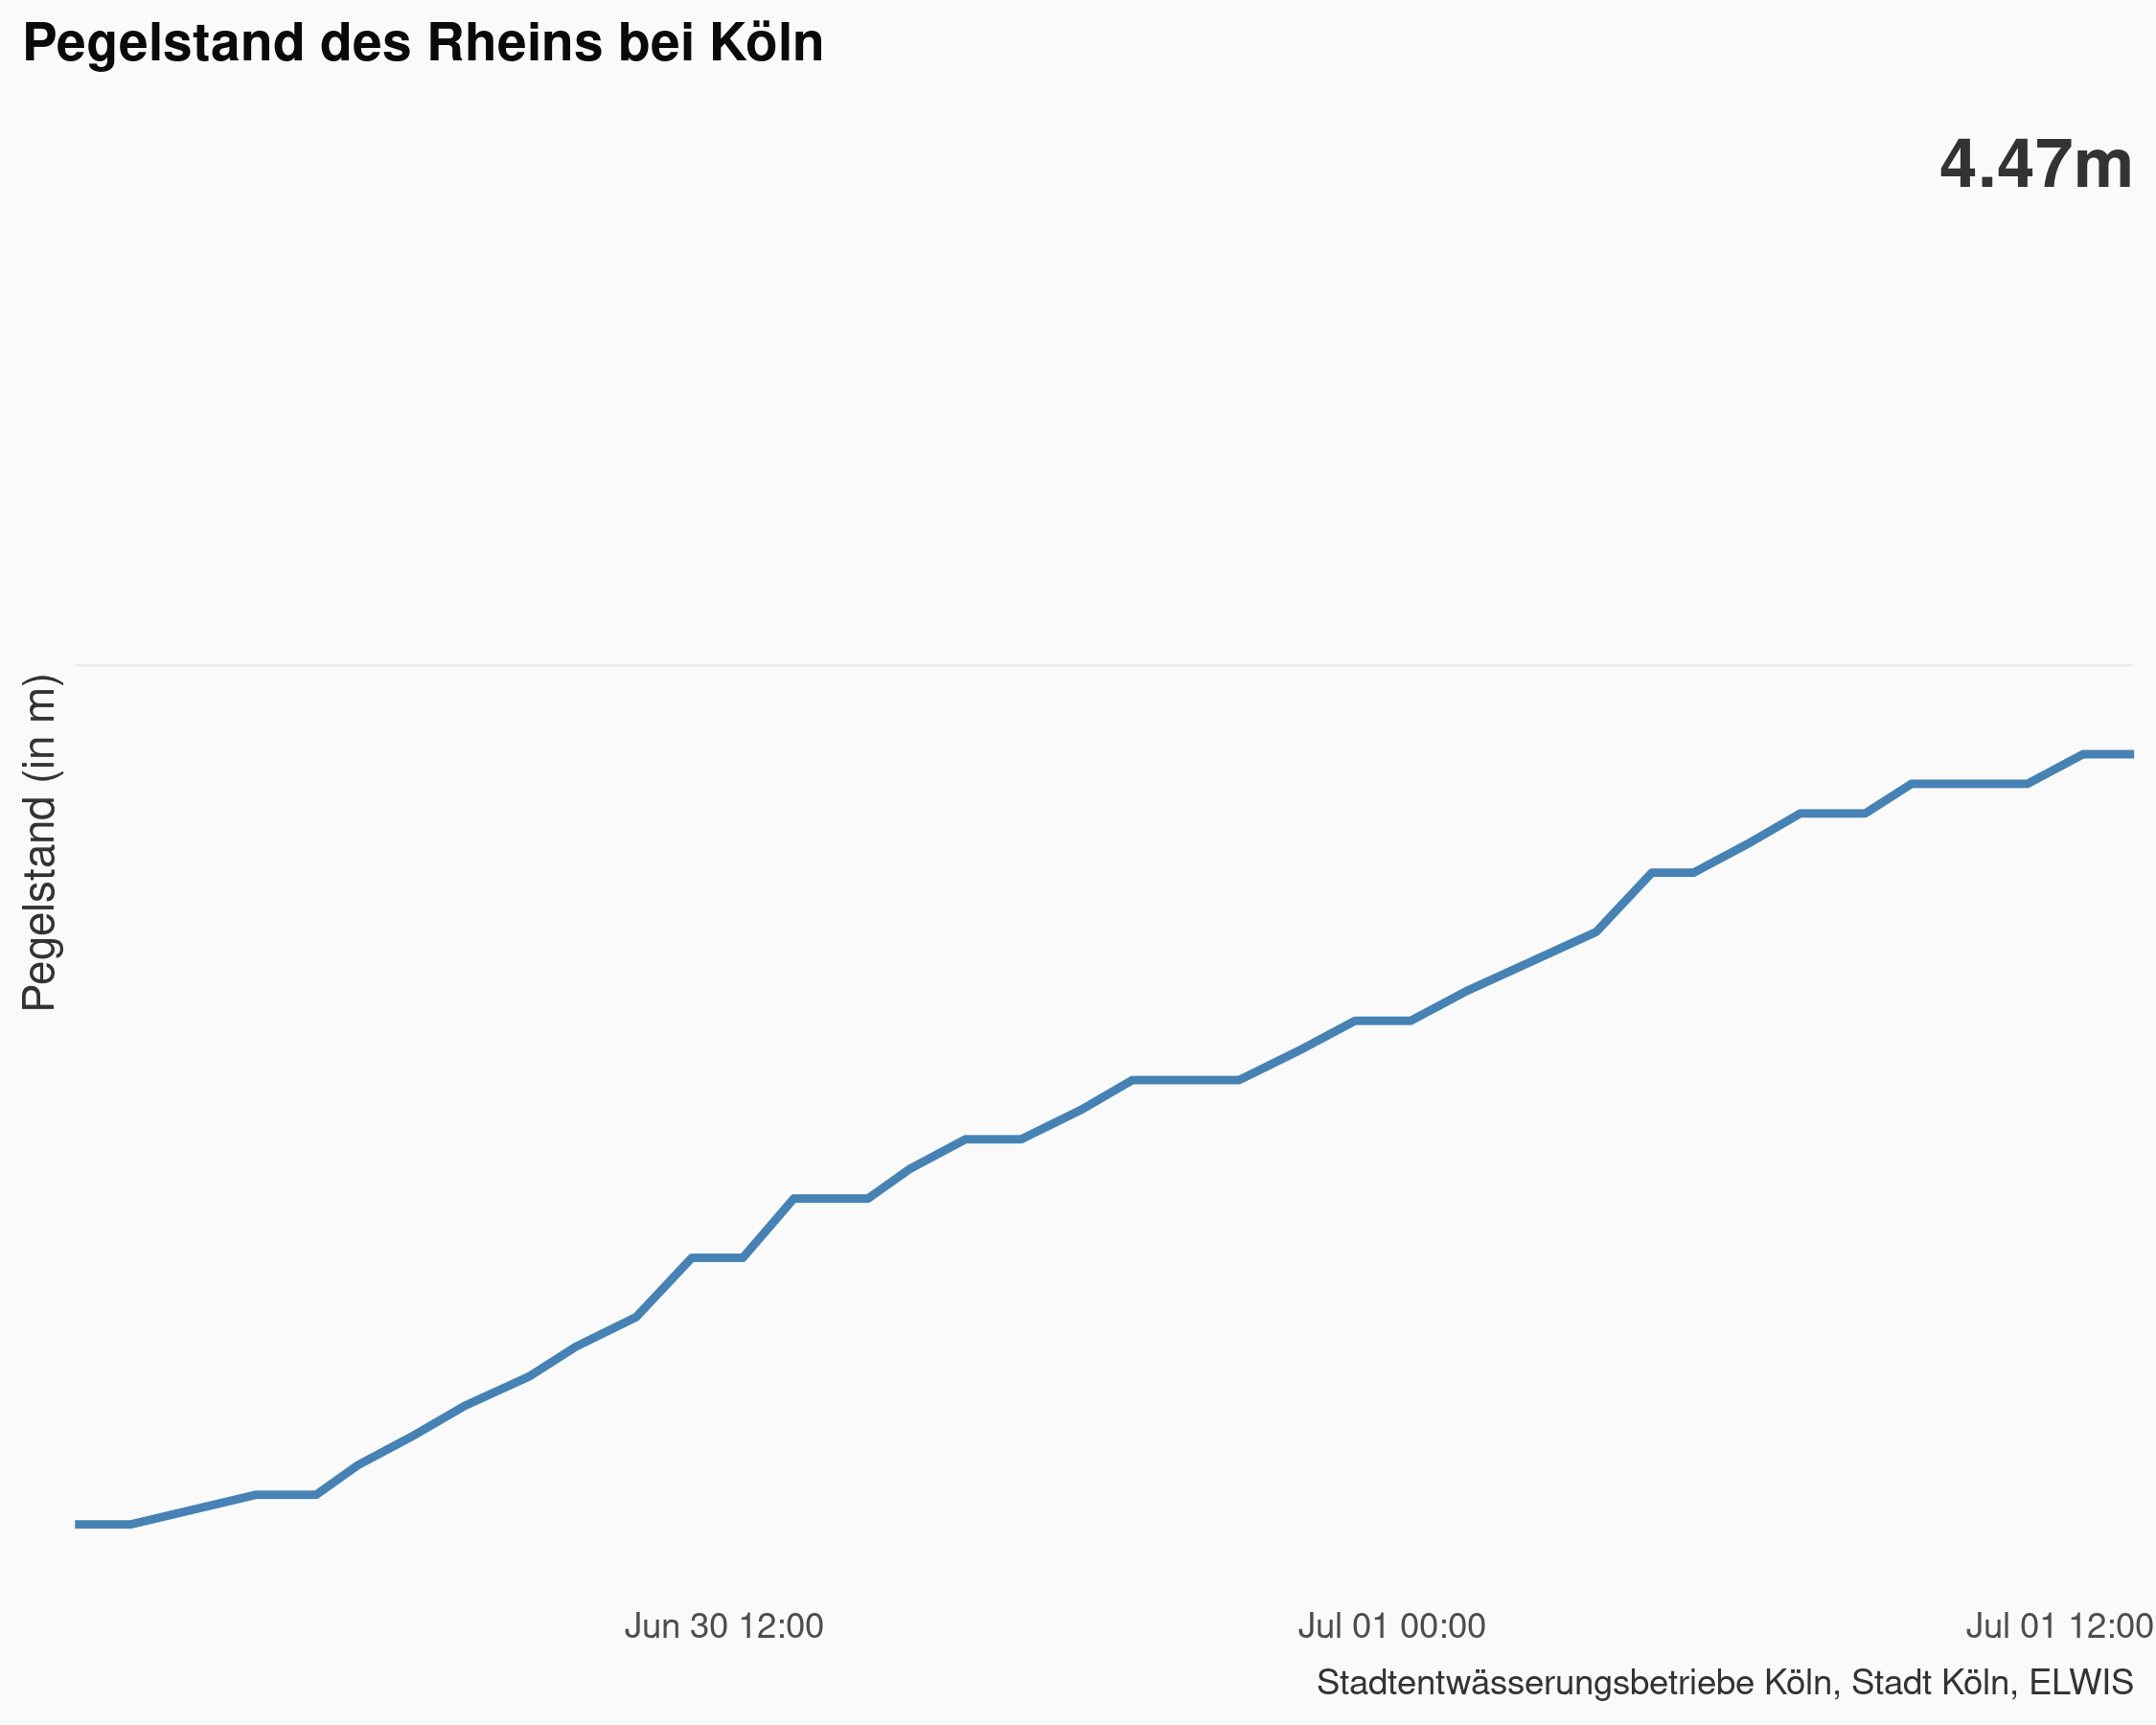 Pegelstand des Rheins bei Köln
4.47m
Pegelstand (in m)
Jun 30 12:00
Jul 01 00:00
Jul 01 12:00
Stadtentwässerungsbetriebe Köln, Stadt Köln, ELWIS